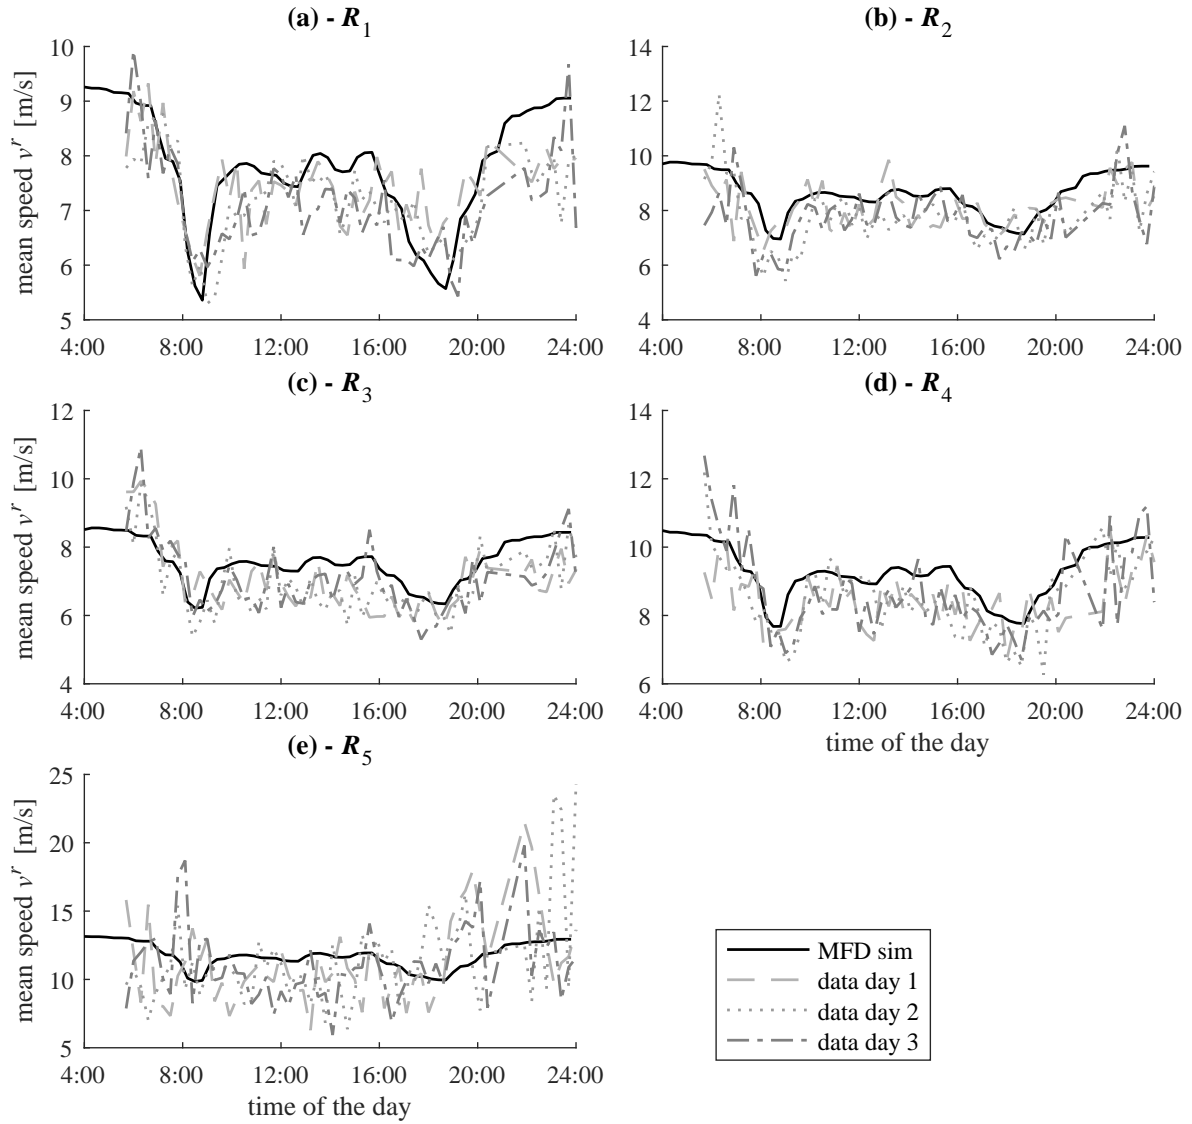 (a) - R1
mean speed v^r [m/s]
10
9
8
7
6
5
4:00 8:00 12:00 16:00 20:00 24:00
(b) - R2
14
12
10
8
6
4
4:00 8:00 12:00 16:00 20:00 24:00
(c) - R3
mean speed v^r [m/s]
12
10
8
6
4
4:00 8:00 12:00 16:00 20:00 24:00
(d) - R4
14
12
10
8
6
4:00 8:00 12:00 16:00 20:00 24:00
time of the day
(e) - R5
mean speed v^r [m/s]
25
20
15
10
5
4:00 8:00 12:00 16:00 20:00 24:00
time of the day
MFD sim
data day 1
data day 2
data day 3